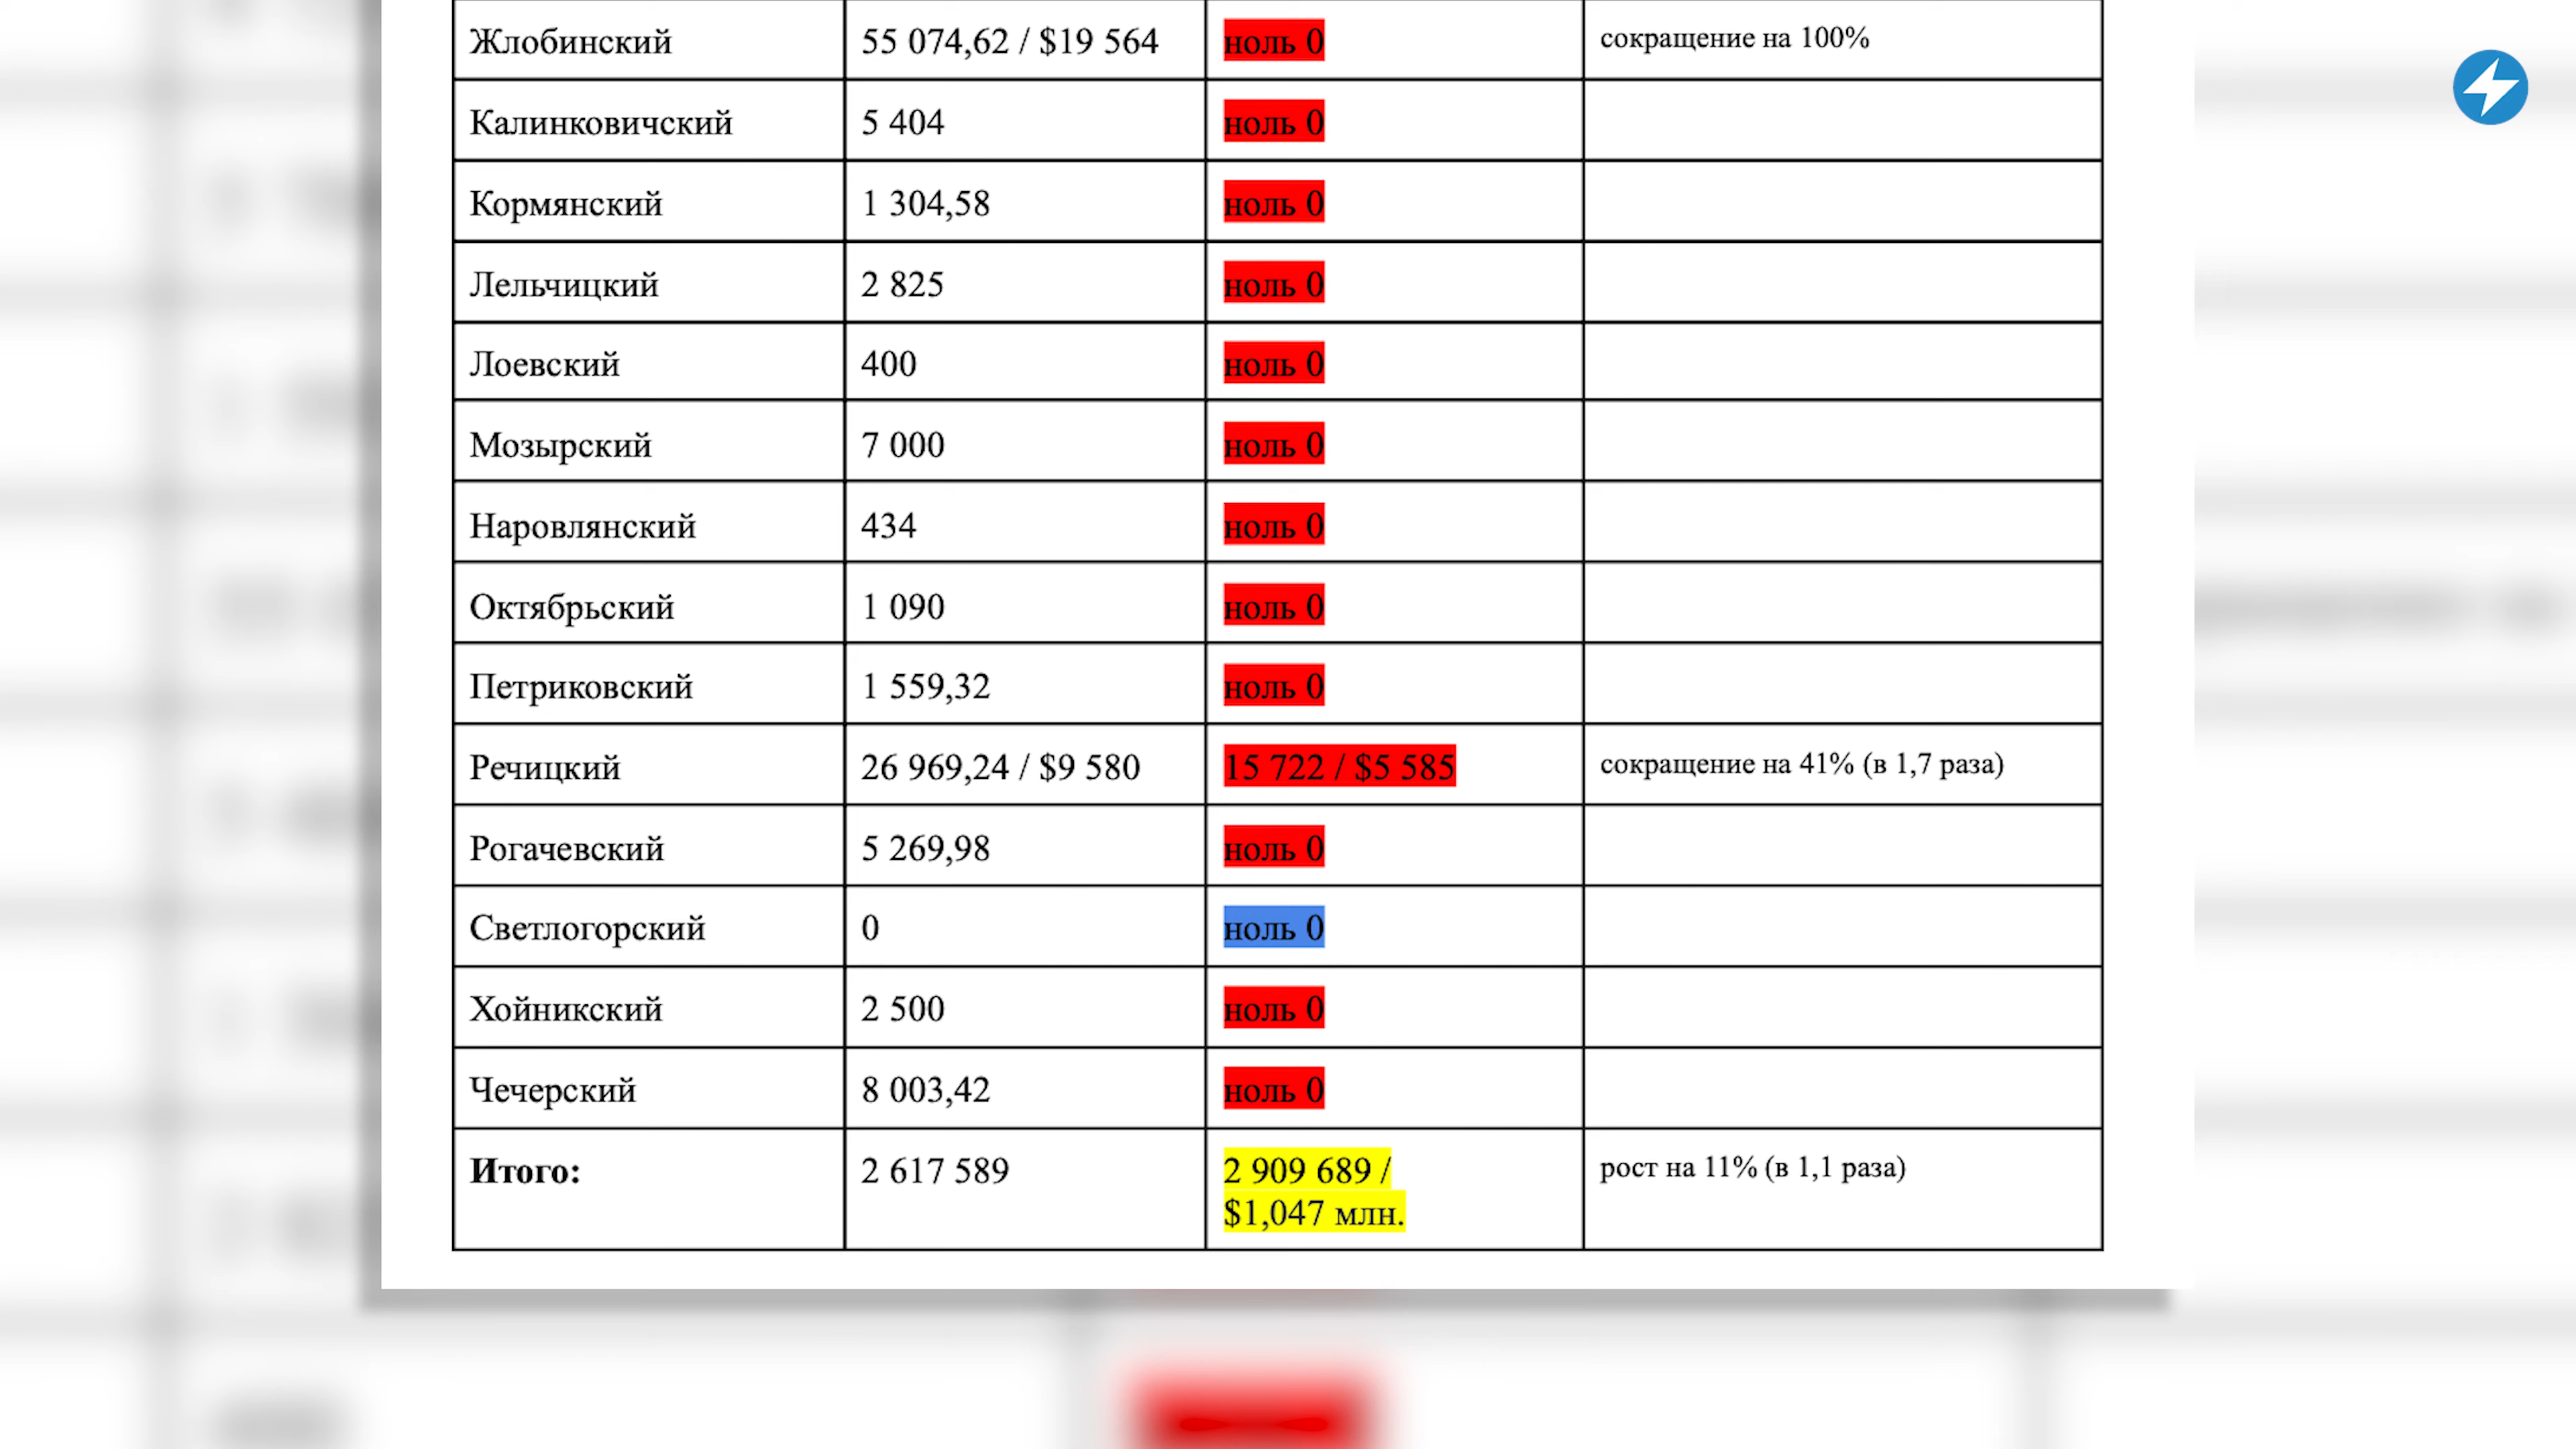 Жлобинский 55 074,62 / $19 564 ноль 0 сокращение на 100%
Калинковичский 5 404 ноль 0
Кормянский 1 304,58 ноль 0
Лельчицкий 2 825 ноль 0
Лоевский 400 ноль 0
Мозырский 7 000 ноль 0
Наровлянский 434 ноль 0
Октябрьский 1 090 ноль 0
Петриковский 1 559,32 ноль 0
Речицкий 26 969,24 / $9 580 15 722 / $5 585 сокращение на 41% (в 1,7 раза)
Рогачевский 5 269,98 ноль 0
Светлогорский 0 ноль 0
Хойникский 2 500 ноль 0
Чечерский 8 003,42 ноль 0
Итого: 2 617 589 2 909 689 / рост на 11% (в 1,1 раза)
$1,047 млн.